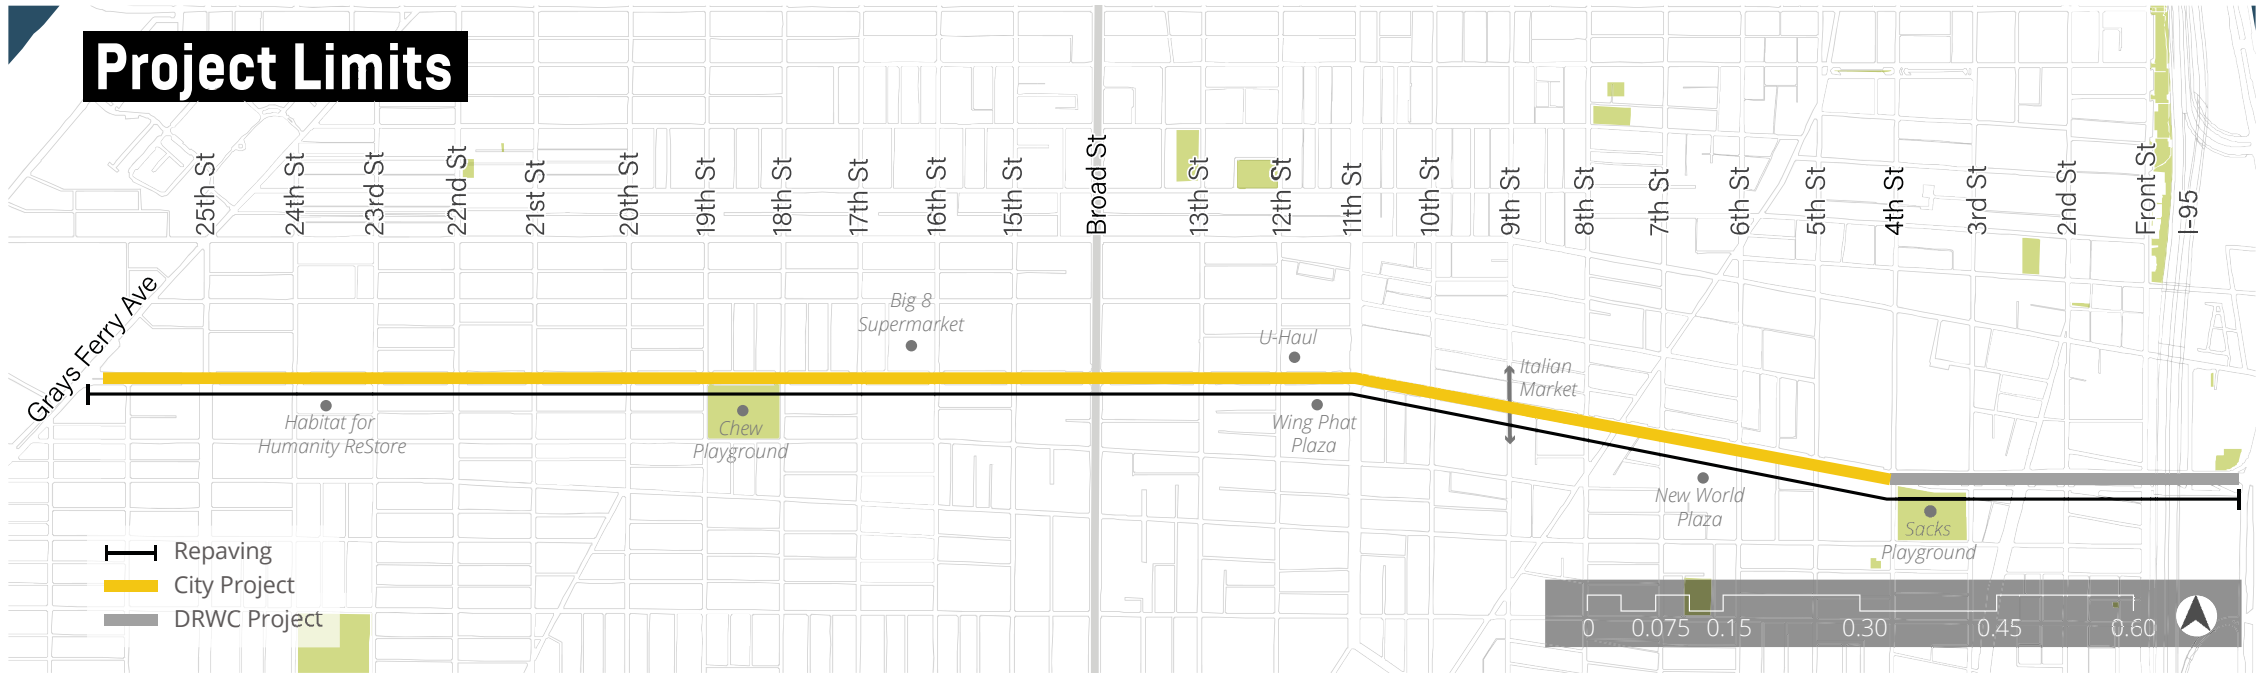 Project Limits
25th St
24th St
23rd St
22nd St
21st St
20th St
19th St
18th St
17th St
16th St
15th St
Broad St
13th St
12th St
11th St
10th St
9th St
8th St
7th St
6th St
5th St
4th St
3rd St
2nd St
Front St
I-95
Grays Ferry Ave
Big 8
Supermarket
U-Haul
Italian
Market
Habitat for
Humanity ReStore
Chew
Playground
Wing Phat
Plaza
New World
Plaza
Sacks
Playground
Repaving
City Project
DRWC Project
0 0.075 0.15 0.30 0.45 0.60